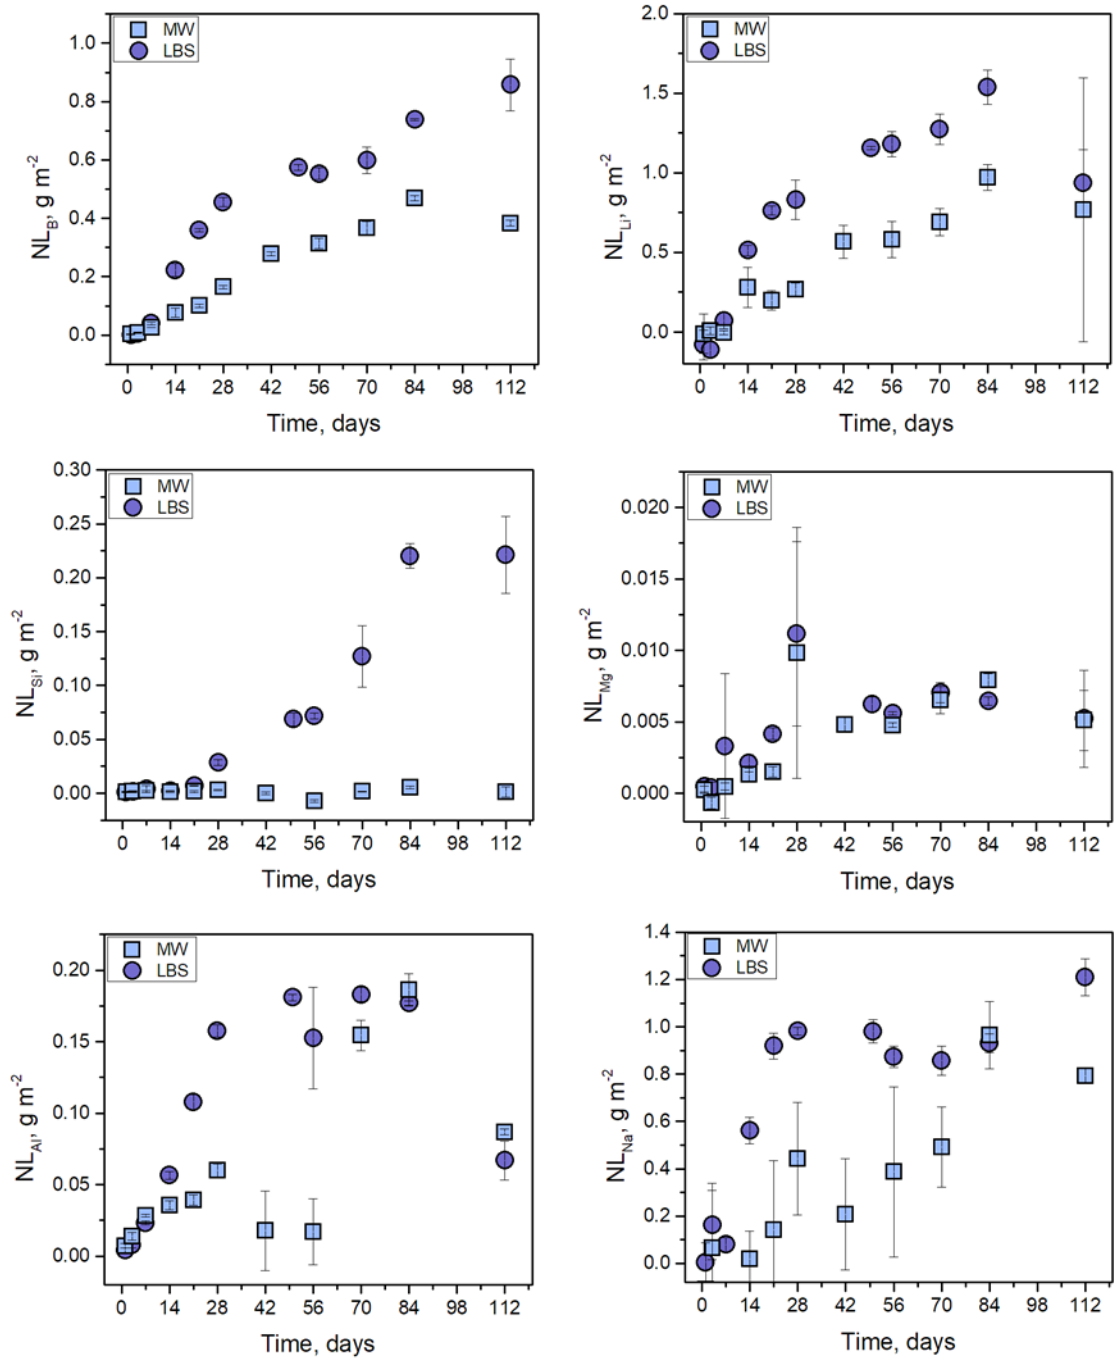 MW
LBS
1.0
0.8
0.6
0.4
0.2
0.0
NL_B, g m^-2
0 14 28 42 56 70 84 98 112
Time, days
MW
LBS
2.0
1.5
1.0
0.5
0.0
NL_Li, g m^-2
0 14 28 42 56 70 84 98 112
Time, days
MW
LBS
0.30
0.25
0.20
0.15
0.10
0.05
0.00
NL_Si, g m^-2
0 14 28 42 56 70 84 98 112
Time, days
MW
LBS
0.020
0.015
0.010
0.005
0.000
NL_Mg, g m^-2
0 14 28 42 56 70 84 98 112
Time, days
MW
LBS
0.20
0.15
0.10
0.05
0.00
NL_Al, g m^-2
0 14 28 42 56 70 84 98 112
Time, days
MW
LBS
1.4
1.2
1.0
0.8
0.6
0.4
0.2
0.0
NL_Na, g m^-2
0 14 28 42 56 70 84 98 112
Time, days